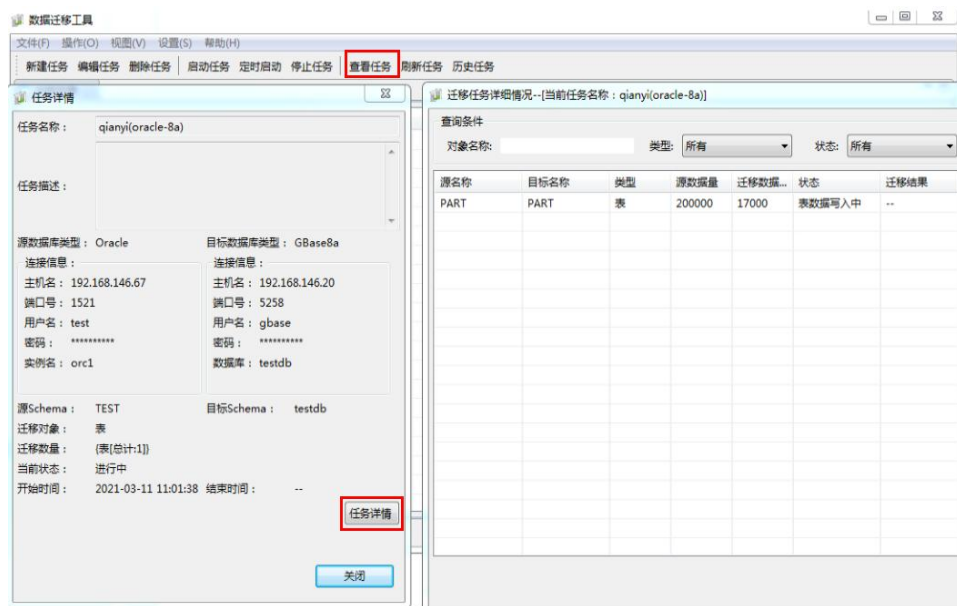 数据迁移工具
文件(F) 操作(O) 视图(V) 设置(S) 帮助(H)
新建任务 编辑任务 删除任务 启动任务 定时启动 停止任务 查看任务 刷新任务 历史任务
任务详情
任务名称： qianyi(oracle-8a)
任务描述：
源数据库类型： Oracle 目标数据库类型： GBase8a
连接信息： 连接信息：
主机名： 192.168.146.67 主机名： 192.168.146.20
端口号： 1521 端口号： 5258
用户名： test 用户名： gbase
密码： ********** 密码： **********
实例名： orc1 数据库： testdb
源Schema： TEST 目标Schema： testdb
迁移对象： 表
迁移数量： {表[总计:1]}
当前状态： 进行中
开始时间： 2021-03-11 11:01:38 结束时间： --
任务详情
关闭
迁移任务详细情况--[当前任务名称：qianyi(oracle-8a)]
查询条件
对象名称: 类型: 所有 状态: 所有
源名称 目标名称 类型 源数据量 迁移数据... 状态 迁移结果
PART PART 表 200000 17000 表数据写入中 --